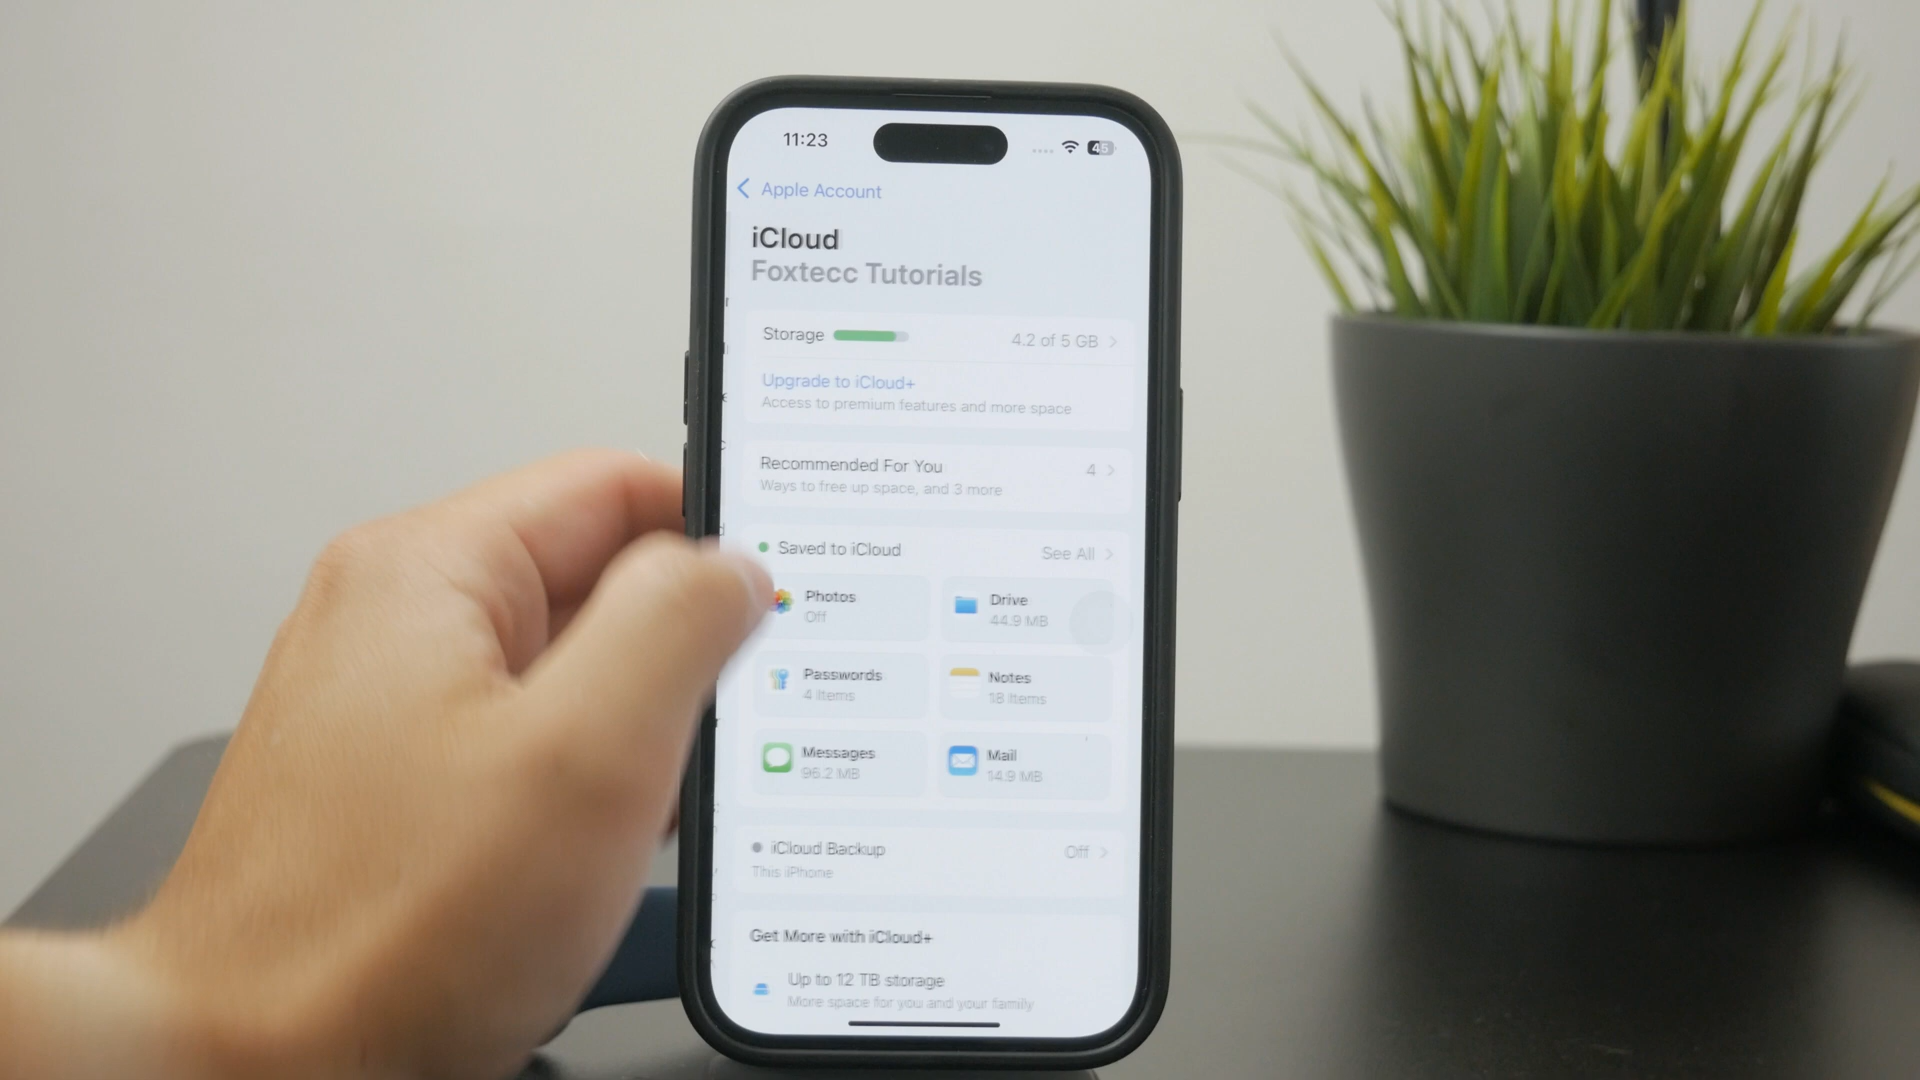 11:23
45
Apple Account
iCloud
Foxtecc Tutorials
Storage
4.2 of 5 GB
Upgrade to iCloud+
Access to premium features and more space
Recommended For You
4
Ways to free up space, and 3 more
Saved to iCloud
See All
Photos
Off
Drive
44.9 MB
Passwords
4 Items
Notes
18 Items
Messages
96.2 MB
Mail
14.9 MB
iCloud Backup
Off
This iPhone
Get More with iCloud+
Up to 12 TB storage
More space for you and your family